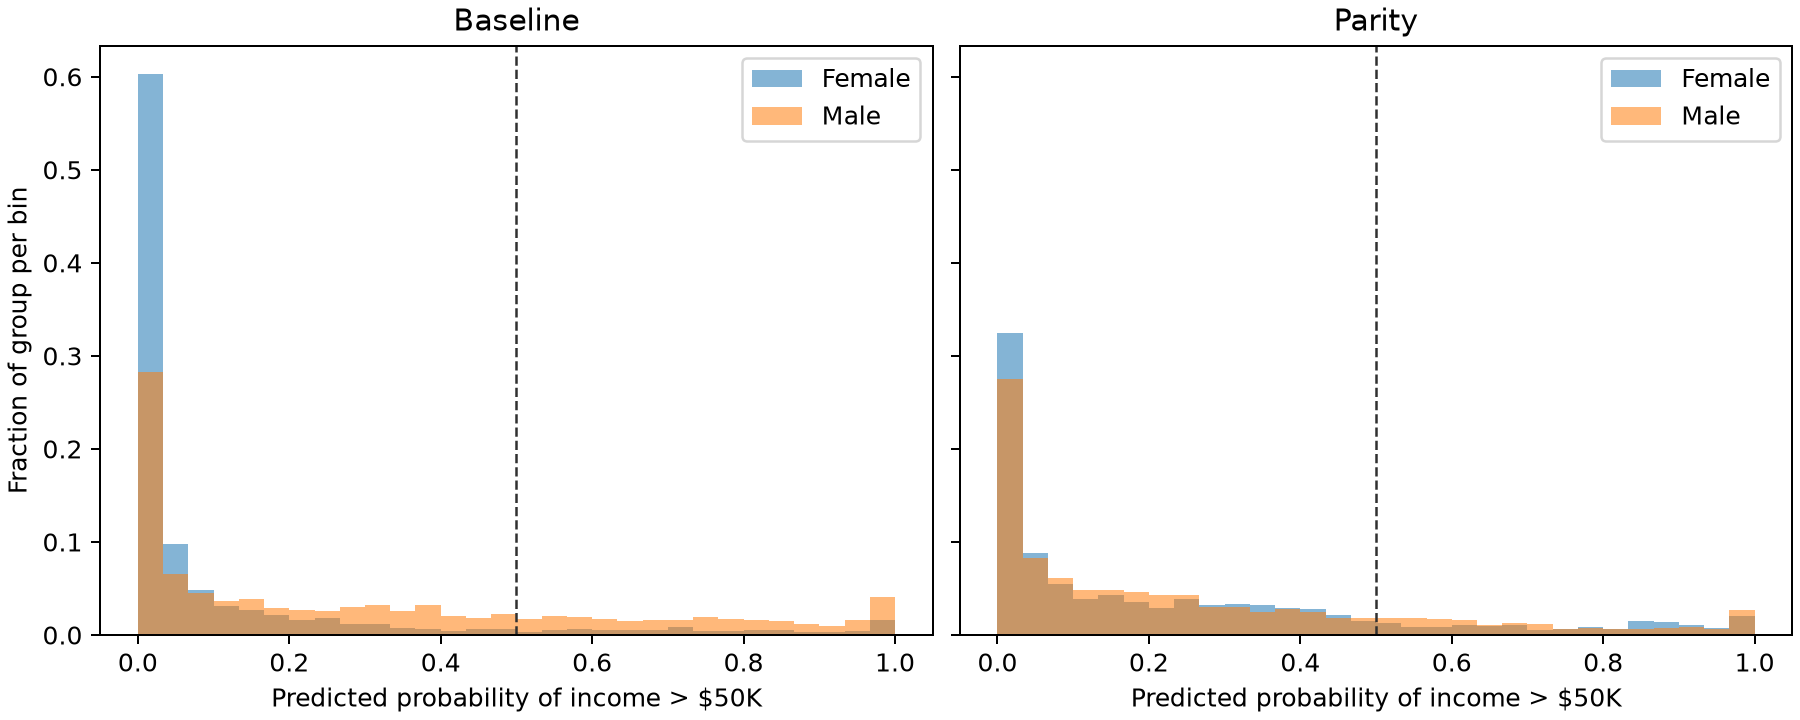 Baseline
Fraction of group per bin
0.6
0.5
0.4
0.3
0.2
0.1
0.0
Female
Male
0.0 0.2 0.4 0.6 0.8 1.0
Predicted probability of income > $50K
Parity
Female
Male
0.0 0.2 0.4 0.6 0.8 1.0
Predicted probability of income > $50K